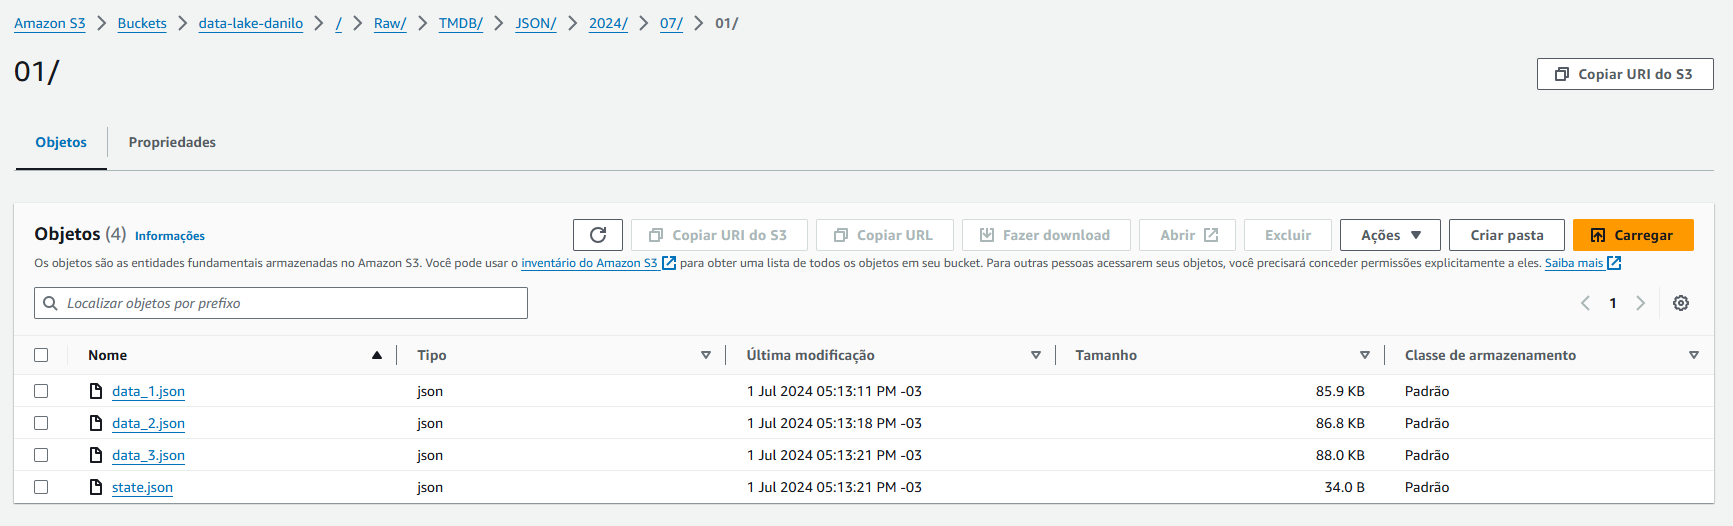 Amazon S3 > Buckets > data-lake-danilo > / > Raw/ > TMDB/ > JSON/ > 2024/ > 07/ > 01/
01/
Copiar URI do S3
Objetos Propriedades
Objetos (4) Informações Copiar URI do S3 Copiar URL Fazer download Abrir Excluir Ações Criar pasta Carregar
Os objetos são as entidades fundamentais armazenadas no Amazon S3. Você pode usar o inventário do Amazon S3 para obter uma lista de todos os objetos em seu bucket. Para outras pessoas acessarem seus objetos, você precisará conceder permissões explicitamente a eles. Saiba mais
Localizar objetos por prefixo 1
Nome Tipo Última modificação Tamanho Classe de armazenamento
data_1.json json 1 Jul 2024 05:13:11 PM -03 85.9 KB Padrão
data_2.json json 1 Jul 2024 05:13:18 PM -03 86.8 KB Padrão
data_3.json json 1 Jul 2024 05:13:21 PM -03 88.0 KB Padrão
state.json json 1 Jul 2024 05:13:21 PM -03 34.0 B Padrão